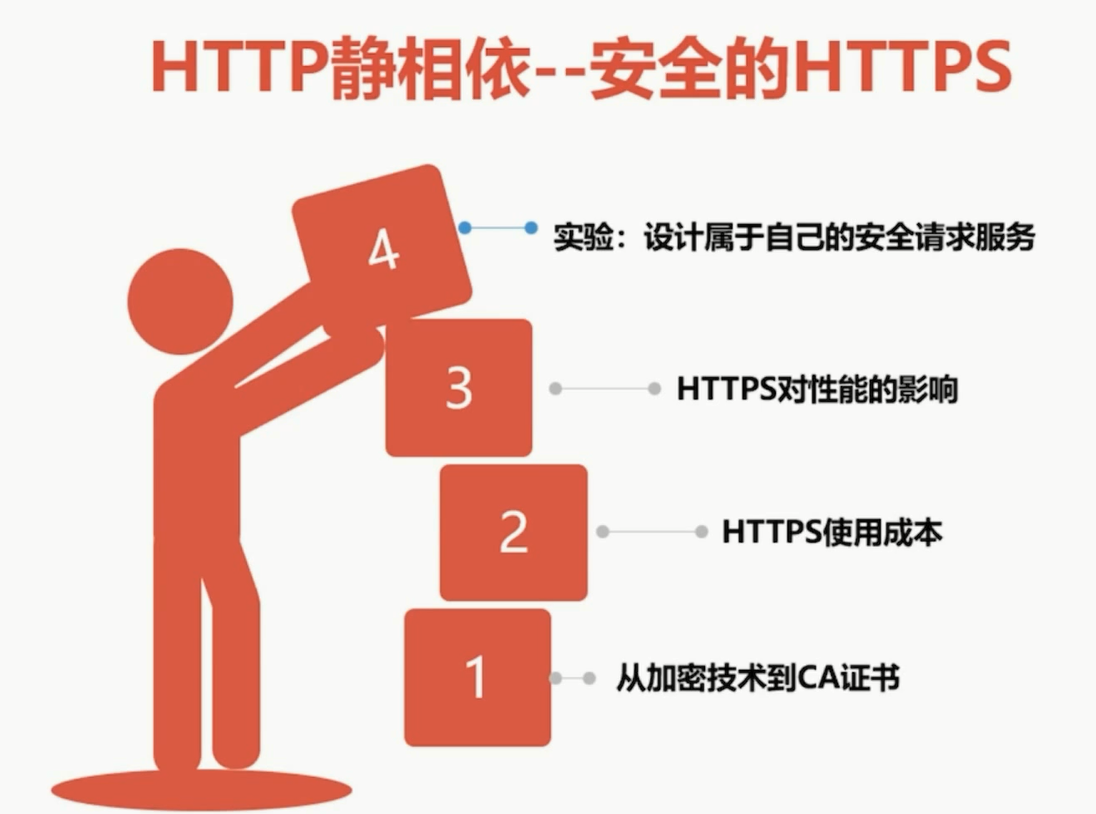 HTTP静相依--安全的HTTPS
4
实验：设计属于自己的安全请求服务
3
HTTPS对性能的影响
2
HTTPS使用成本
1
从加密技术到CA证书